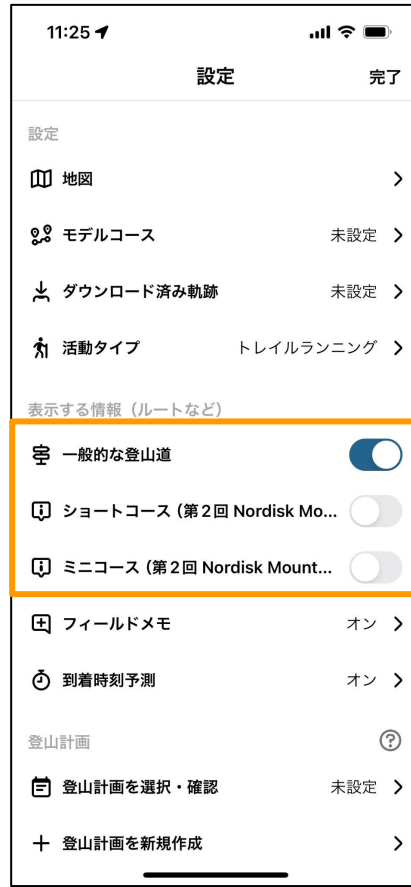 11:25
設定
完了
設定
地図
モデルコース 未設定
ダウンロード済み軌跡 未設定
活動タイプ トレイルランニング
表示する情報（ルートなど）
一般的な登山道
ショートコース（第2回 Nordisk Mo...
ミニコース（第2回 Nordisk Mount...
フィールドメモ オン
到着時刻予測 オン
登山計画 ?
登山計画を選択・確認 未設定
登山計画を新規作成